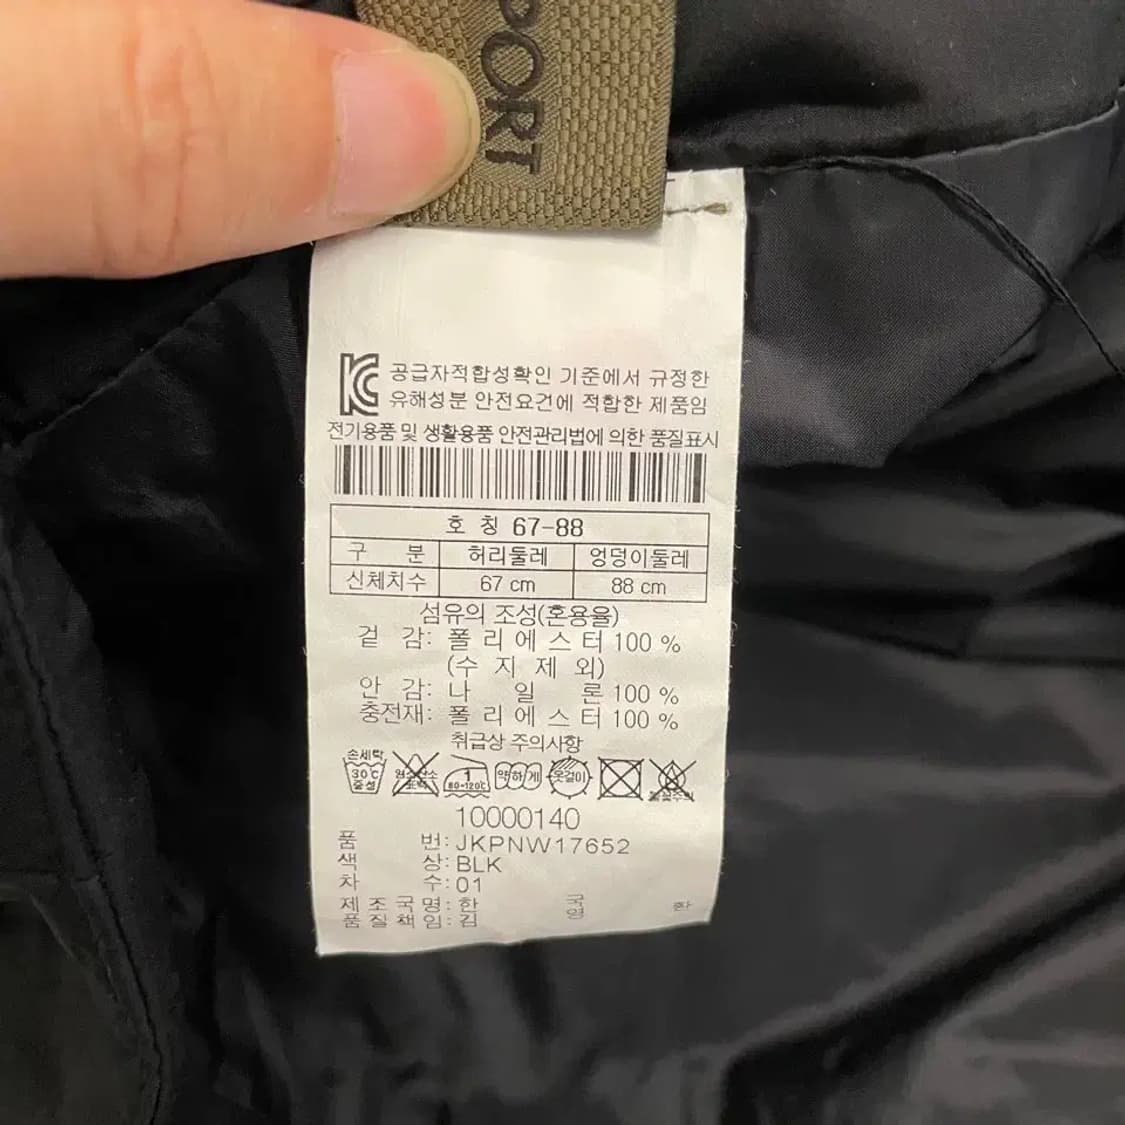 PORT
공급자적합성확인 기준에서 규정한
유해성분 안전요건에 적합한 제품임
전기용품 및 생활용품 안전관리법에 의한 품질표시
호 칭 67-88
구 분 허리둘레 엉덩이둘레
신체치수 67 cm 88 cm
섬유의 조성(혼용율)
겉 감: 폴 리 에 스 터 100 %
(수 지 제 외)
안 감: 나 일 론 100 %
충전재: 폴 리 에 스 터 100 %
취급상 주의사항
손세탁
30℃
중성
1
80-120℃
약하게
옷걸이
10000140
품 번: JKPNW17652
색 상: BLK
차 수: 01
제 조 국 명: 한 국
품 질 책 임: 김 영 환